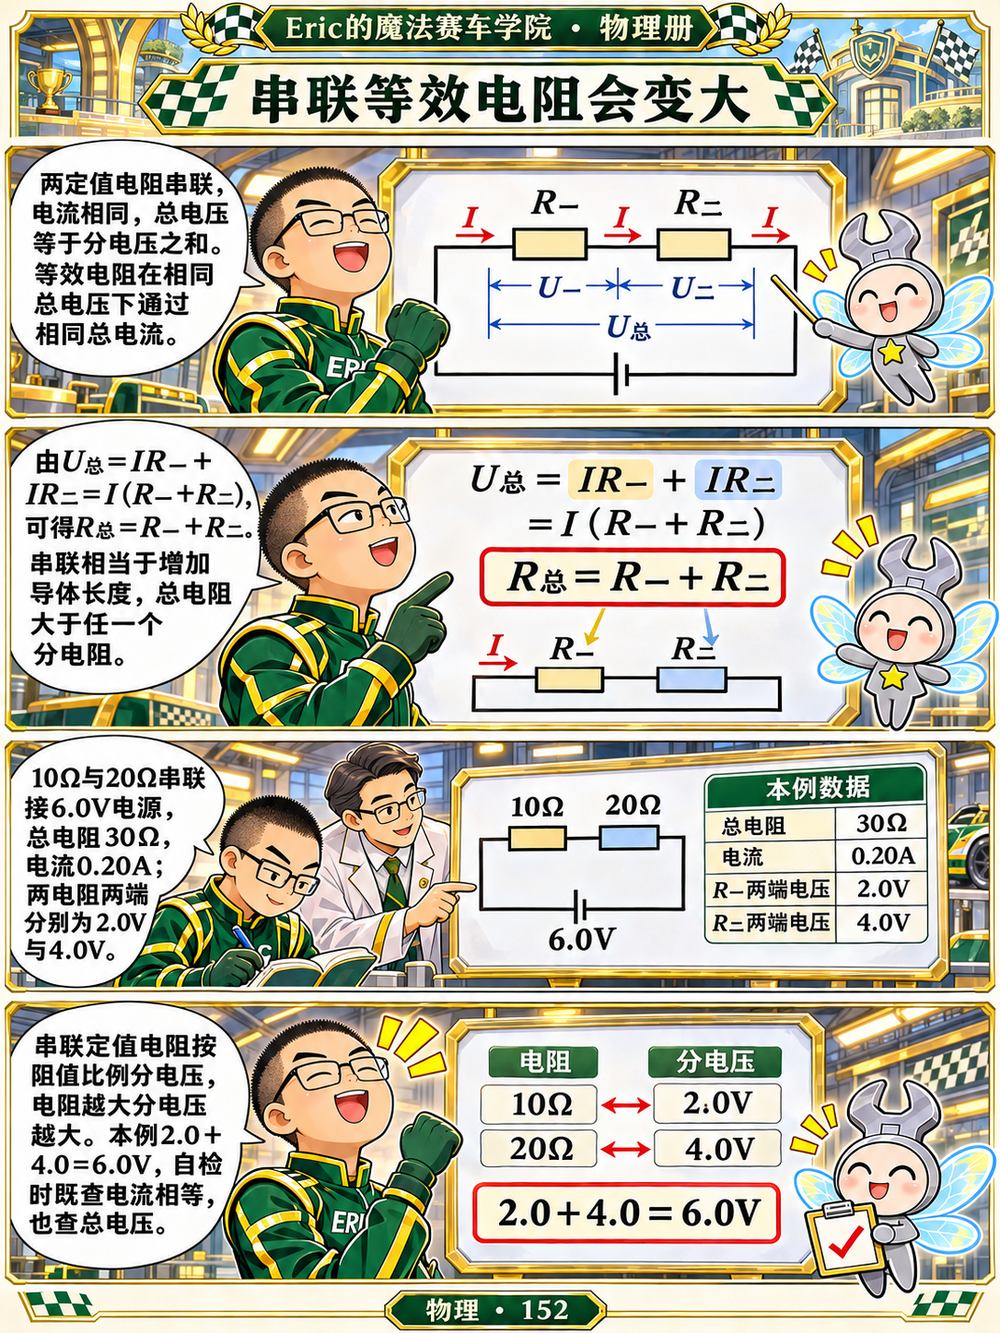 Eric的魔法赛车学院 · 物理册
串联等效电阻会变大
两定值电阻串联，
电流相同，总电压
等于分电压之和。
等效电阻在相同
总电压下通过
相同总电流。
I R一 I R二 I
U一 U二
U总
ERI
由U总=IR一+
IR二=I(R一+R二)，
可得R总=R一+R二。
串联相当于增加
导体长度，总电阻
大于任一个
分电阻。
U总 = IR一 + IR二
= I (R一 + R二)
R总 = R一 + R二
I R一 R二
10Ω与20Ω串联
接6.0V电源，
总电阻30Ω，
电流0.20A；
两电阻两端
分别为2.0V
与4.0V。
10Ω 20Ω
6.0V
本例数据
总电阻 30Ω
电流 0.20A
R一两端电压 2.0V
R二两端电压 4.0V
串联定值电阻按
阻值比例分电压，
电阻越大分电压
越大。本例2.0+
4.0=6.0V，自检
时既查电流相等，
也查总电压。
ERI
电阻 分电压
10Ω 2.0V
20Ω 4.0V
2.0+4.0=6.0V
物理 · 152